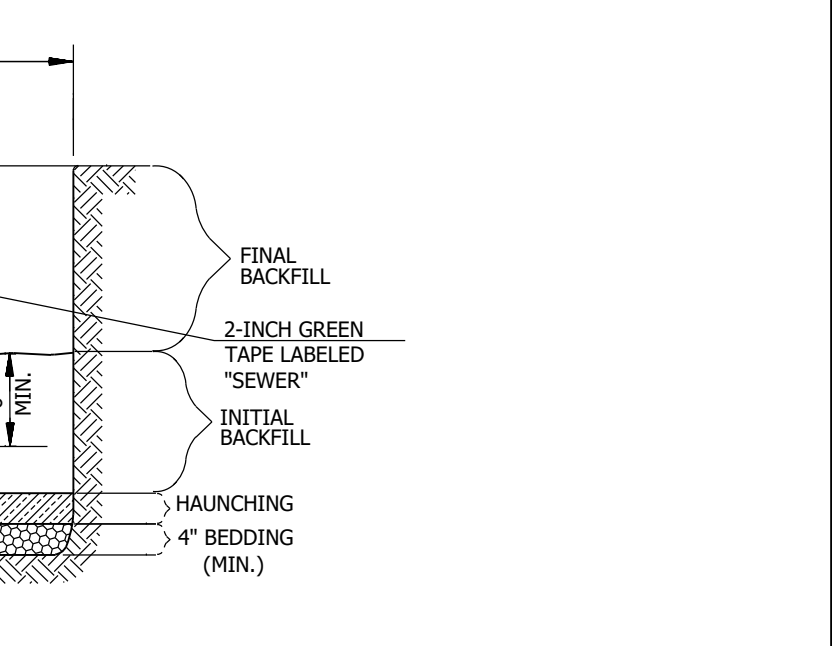 FINAL
BACKFILL
2-INCH GREEN
TAPE LABELED
"SEWER"
MIN.
INITIAL
BACKFILL
HAUNCHING
4" BEDDING
(MIN.)